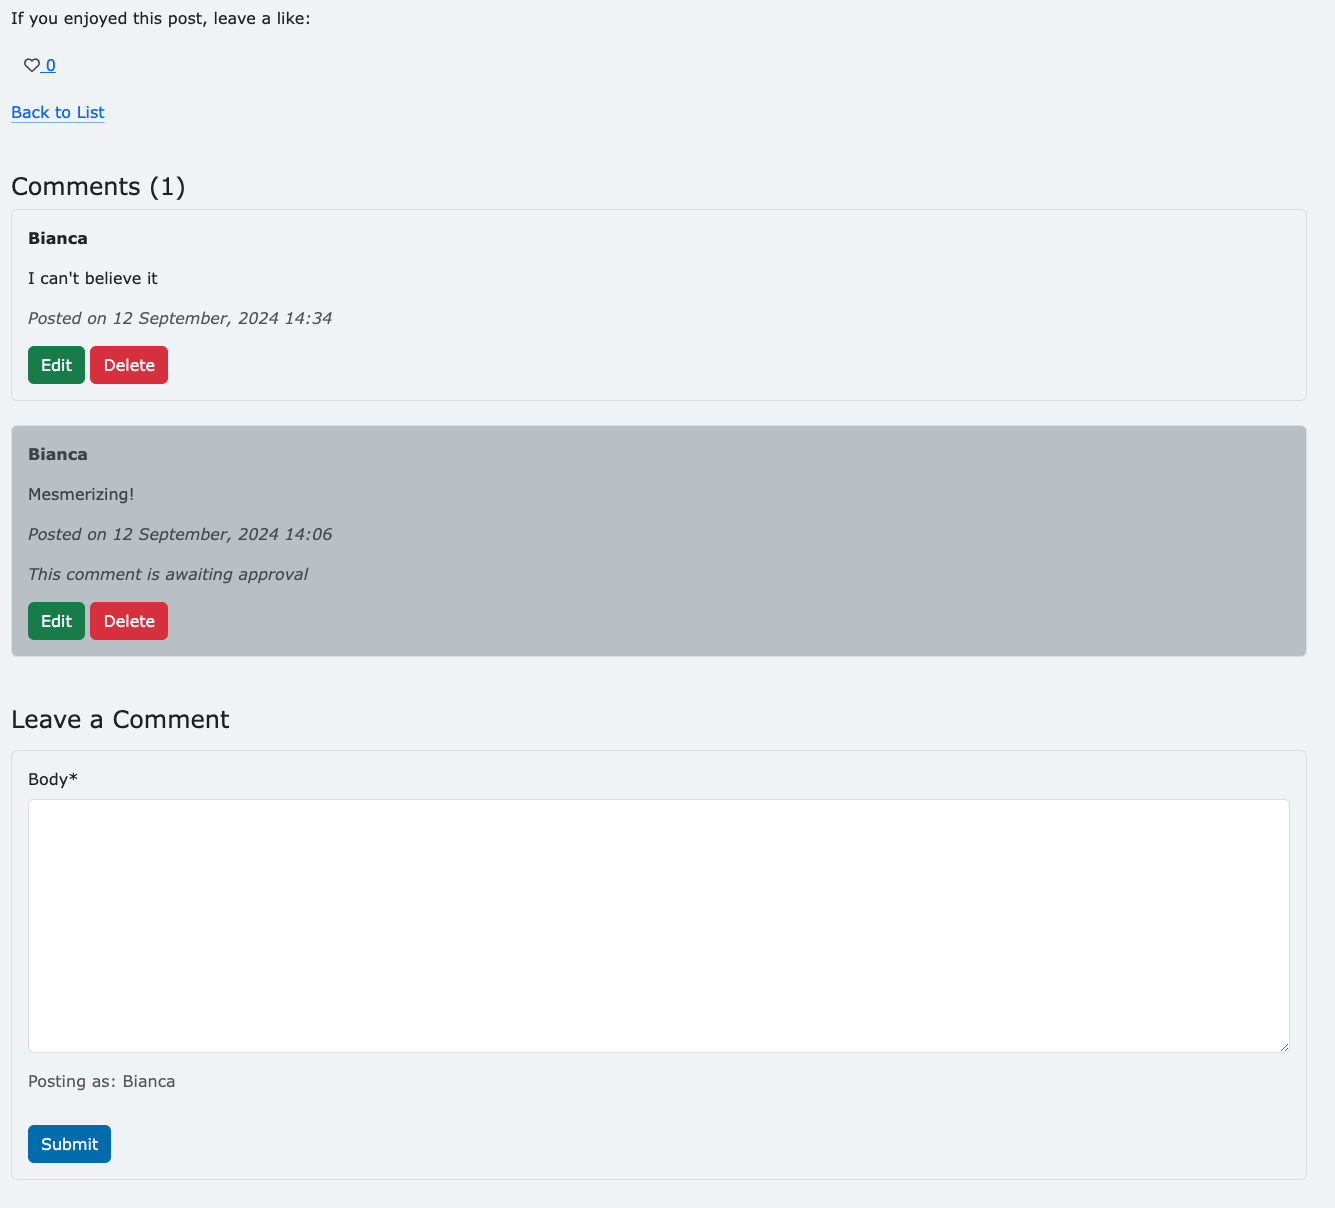 If you enjoyed this post, leave a like:
0
Back to List
Comments (1)
Bianca
I can't believe it
Posted on 12 September, 2024 14:34
Edit Delete
Bianca
Mesmerizing!
Posted on 12 September, 2024 14:06
This comment is awaiting approval
Edit Delete
Leave a Comment
Body*
Posting as: Bianca
Submit